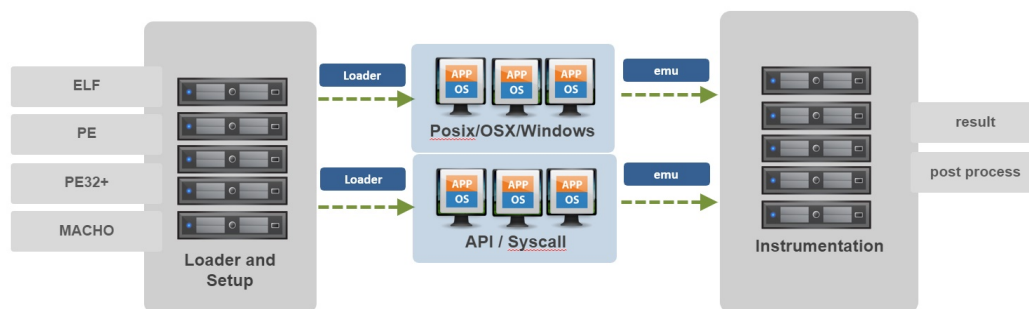 ELF
PE
PE32+
MACHO
Loader and
Setup
Loader
Loader
APP
OS
APP
OS
APP
OS
Posix/OSX/Windows
APP
OS
APP
OS
APP
OS
API / Syscall
emu
emu
Instrumentation
result
post process